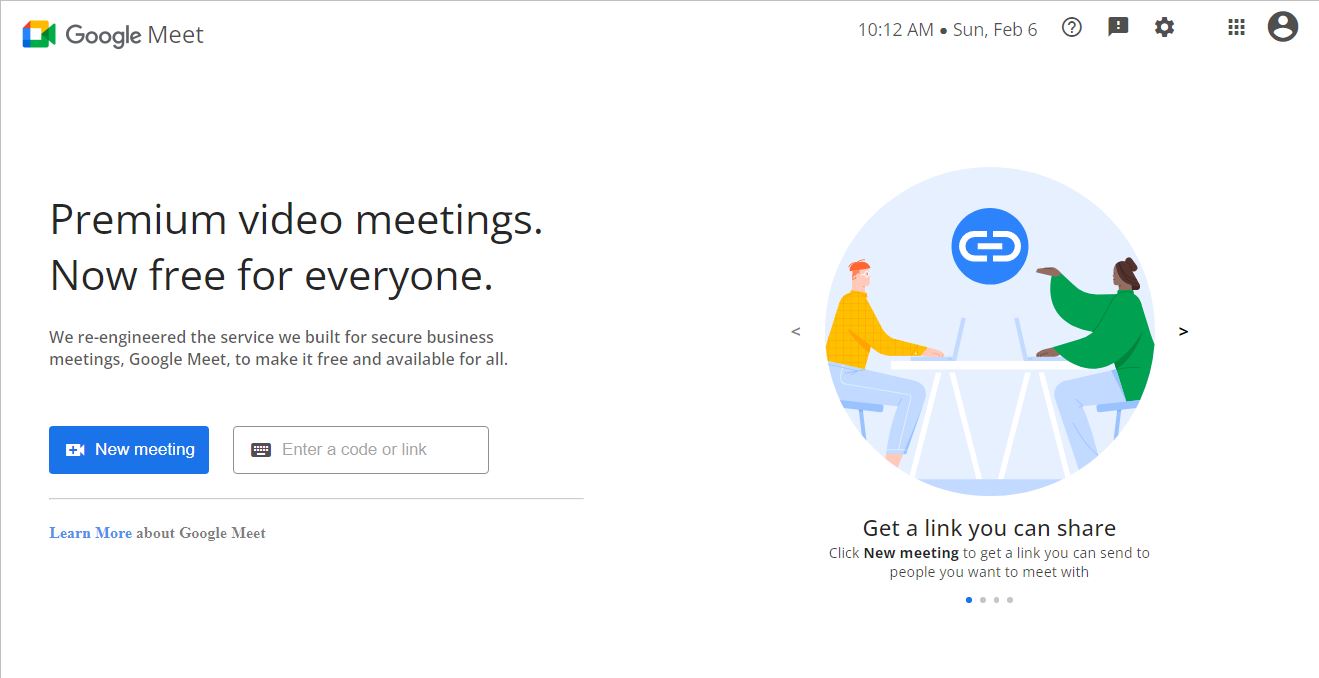 Google Meet
10:12 AM • Sun, Feb 6
Premium video meetings.
Now free for everyone.
We re-engineered the service we built for secure business
meetings, Google Meet, to make it free and available for all.
New meeting
Enter a code or link
Learn More about Google Meet
<
>
Get a link you can share
Click New meeting to get a link you can send to
people you want to meet with